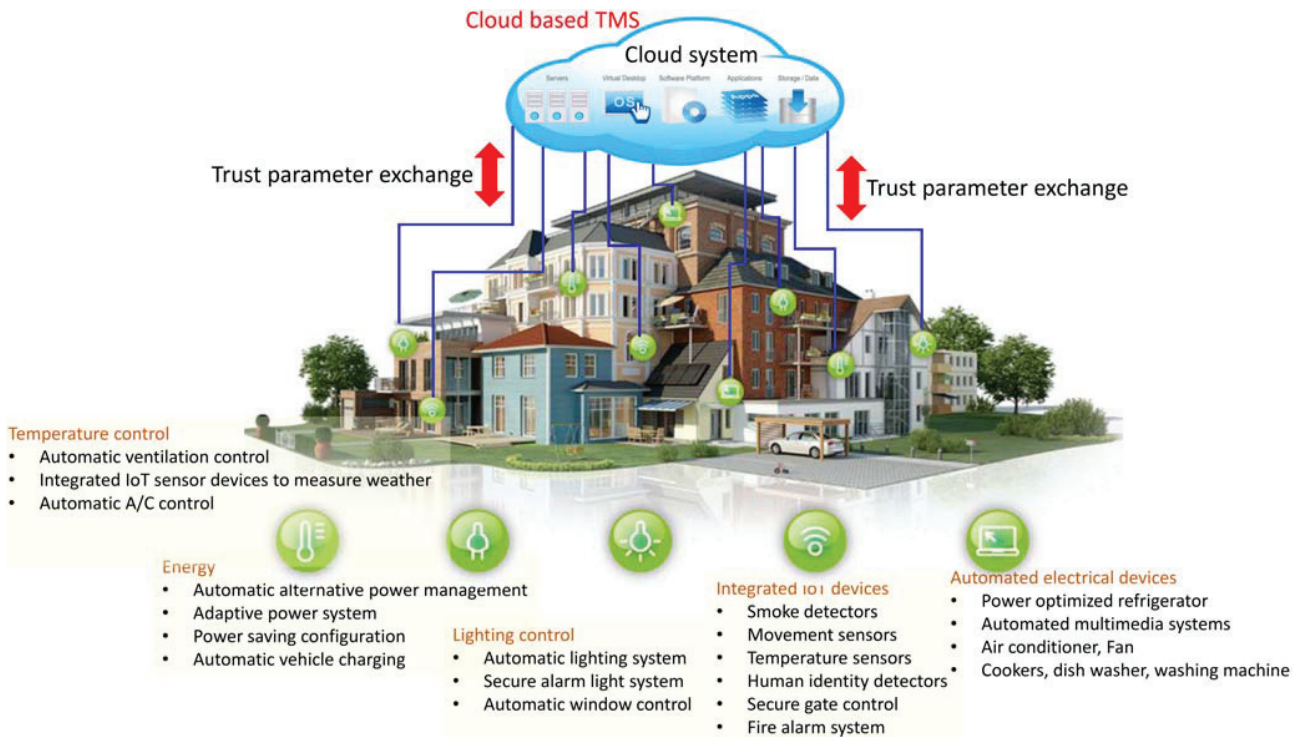 Cloud based TMS
Cloud system
Servers
Virtual Desktop
Software Platform
Applications
Storage / Data
OS
Trust parameter exchange
Trust parameter exchange
Temperature control
• Automatic ventilation control
• Integrated IoT sensor devices to measure weather
• Automatic A/C control
Energy
• Automatic alternative power management
• Adaptive power system
• Power saving configuration
• Automatic vehicle charging
Lighting control
• Automatic lighting system
• Secure alarm light system
• Automatic window control
Integrated IoT devices
• Smoke detectors
• Movement sensors
• Temperature sensors
• Human identity detectors
• Secure gate control
• Fire alarm system
Automated electrical devices
• Power optimized refrigerator
• Automated multimedia systems
• Air conditioner, Fan
• Cookers, dish washer, washing machine